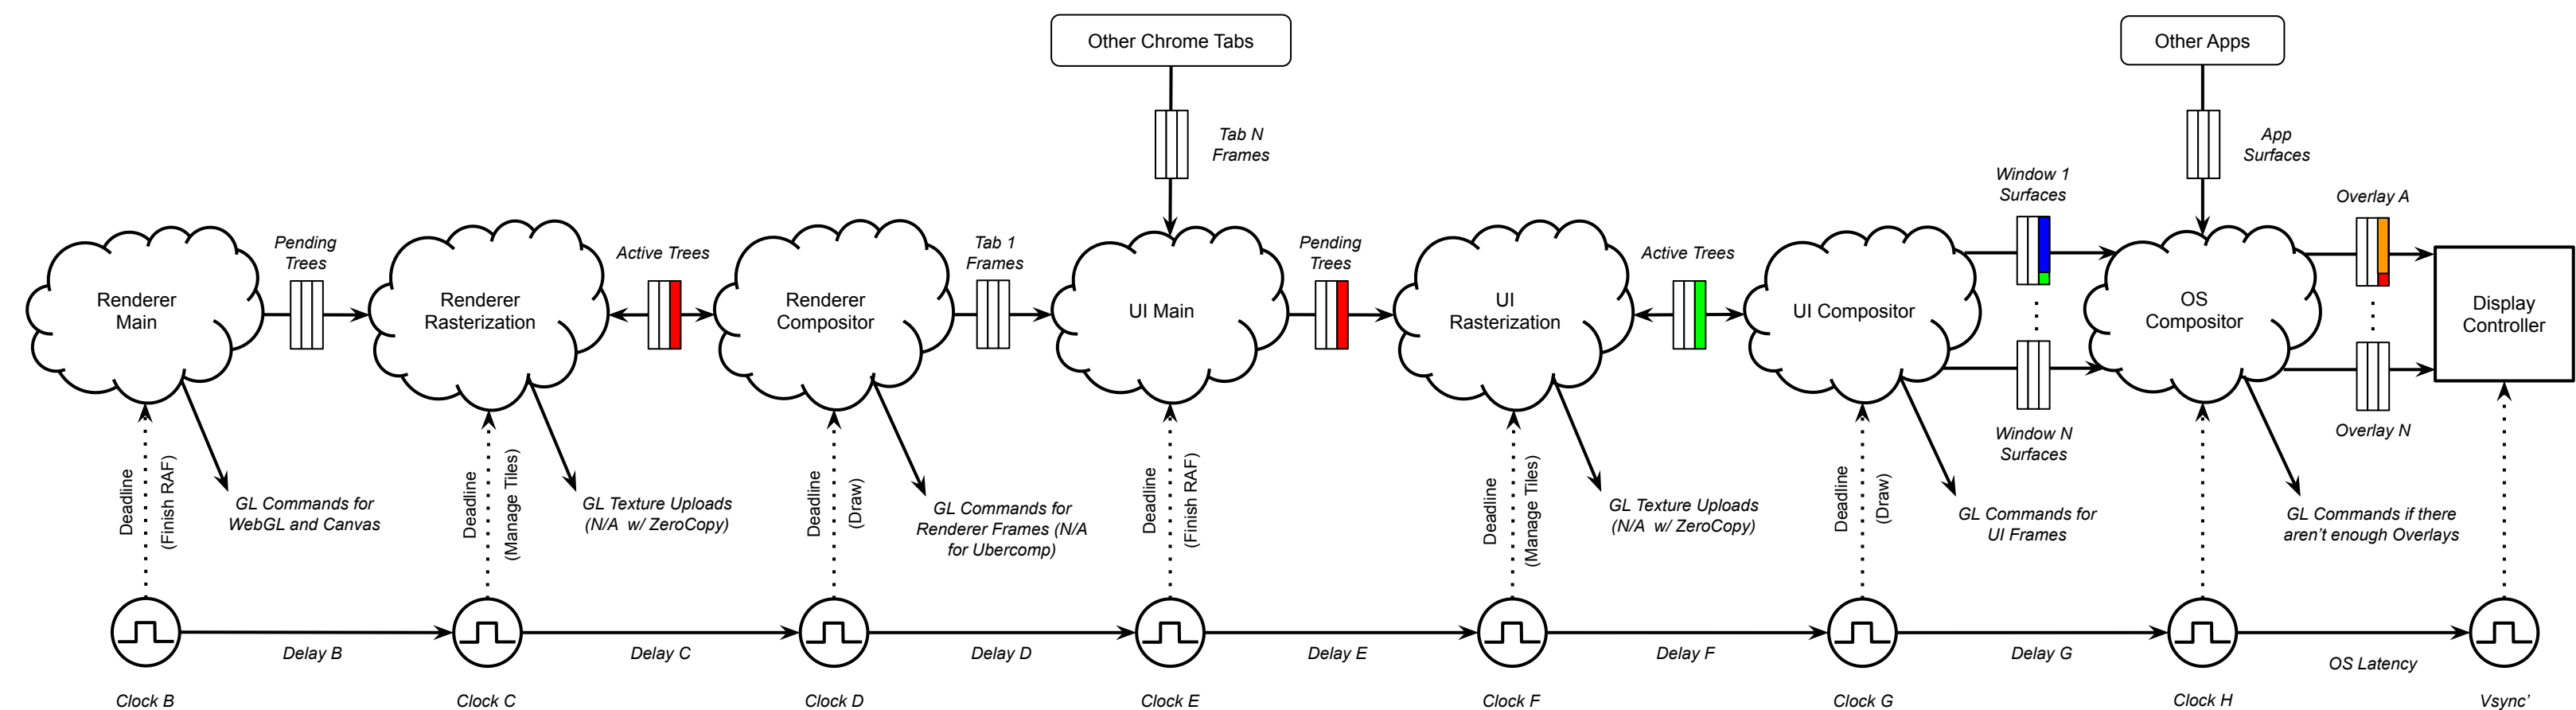 Other Chrome Tabs
Other Apps
Tab N
Frames
App
Surfaces
Window 1
Surfaces
Overlay A
Pending
Trees
Active Trees
Tab 1
Frames
Pending
Trees
Active Trees
Renderer
Main
Renderer
Rasterization
Renderer
Compositor
UI Main
UI
Rasterization
UI Compositor
OS
Compositor
Display
Controller
Window N
Surfaces
Overlay N
Deadline
(Finish RAF)
GL Commands for
WebGL and Canvas
Deadline
(Manage Tiles)
GL Texture Uploads
(N/A w/ ZeroCopy)
Deadline
(Draw)
GL Commands for
Renderer Frames (N/A
for Ubercomp)
Deadline
(Finish RAF)
Deadline
(Manage Tiles)
GL Texture Uploads
(N/A w/ ZeroCopy)
Deadline
(Draw)
GL Commands for
UI Frames
GL Commands if there
aren't enough Overlays
Delay B
Delay C
Delay D
Delay E
Delay F
Delay G
OS Latency
Clock B
Clock C
Clock D
Clock E
Clock F
Clock G
Clock H
Vsync'